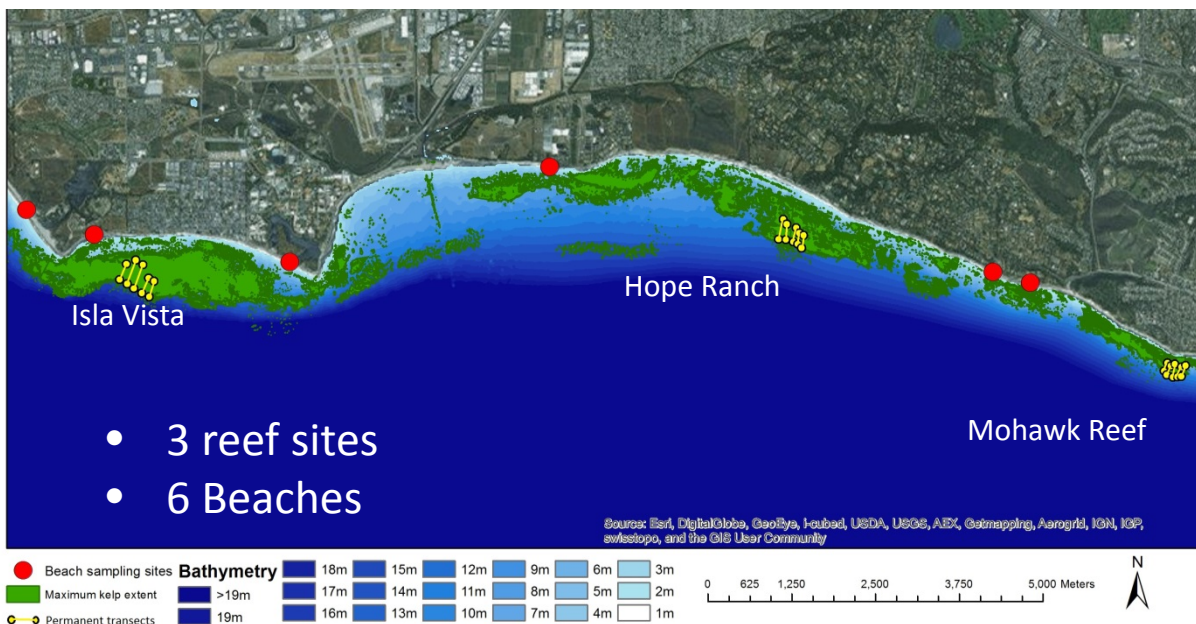 Isla Vista
Hope Ranch
Mohawk Reef
• 3 reef sites
• 6 Beaches
Source: Esri, DigitalGlobe, GeoEye, i-cubed, USDA, USGS, AEX, Getmapping, Aerogrid, IGN, IGP,
swisstopo, and the GIS User Community
Beach sampling sites
Maximum kelp extent
Permanent transects
Bathymetry
>19m
19m
18m
17m
16m
15m
14m
13m
12m
11m
10m
9m
8m
7m
6m
5m
4m
3m
2m
1m
0 625 1,250 2,500 3,750 5,000 Meters
N